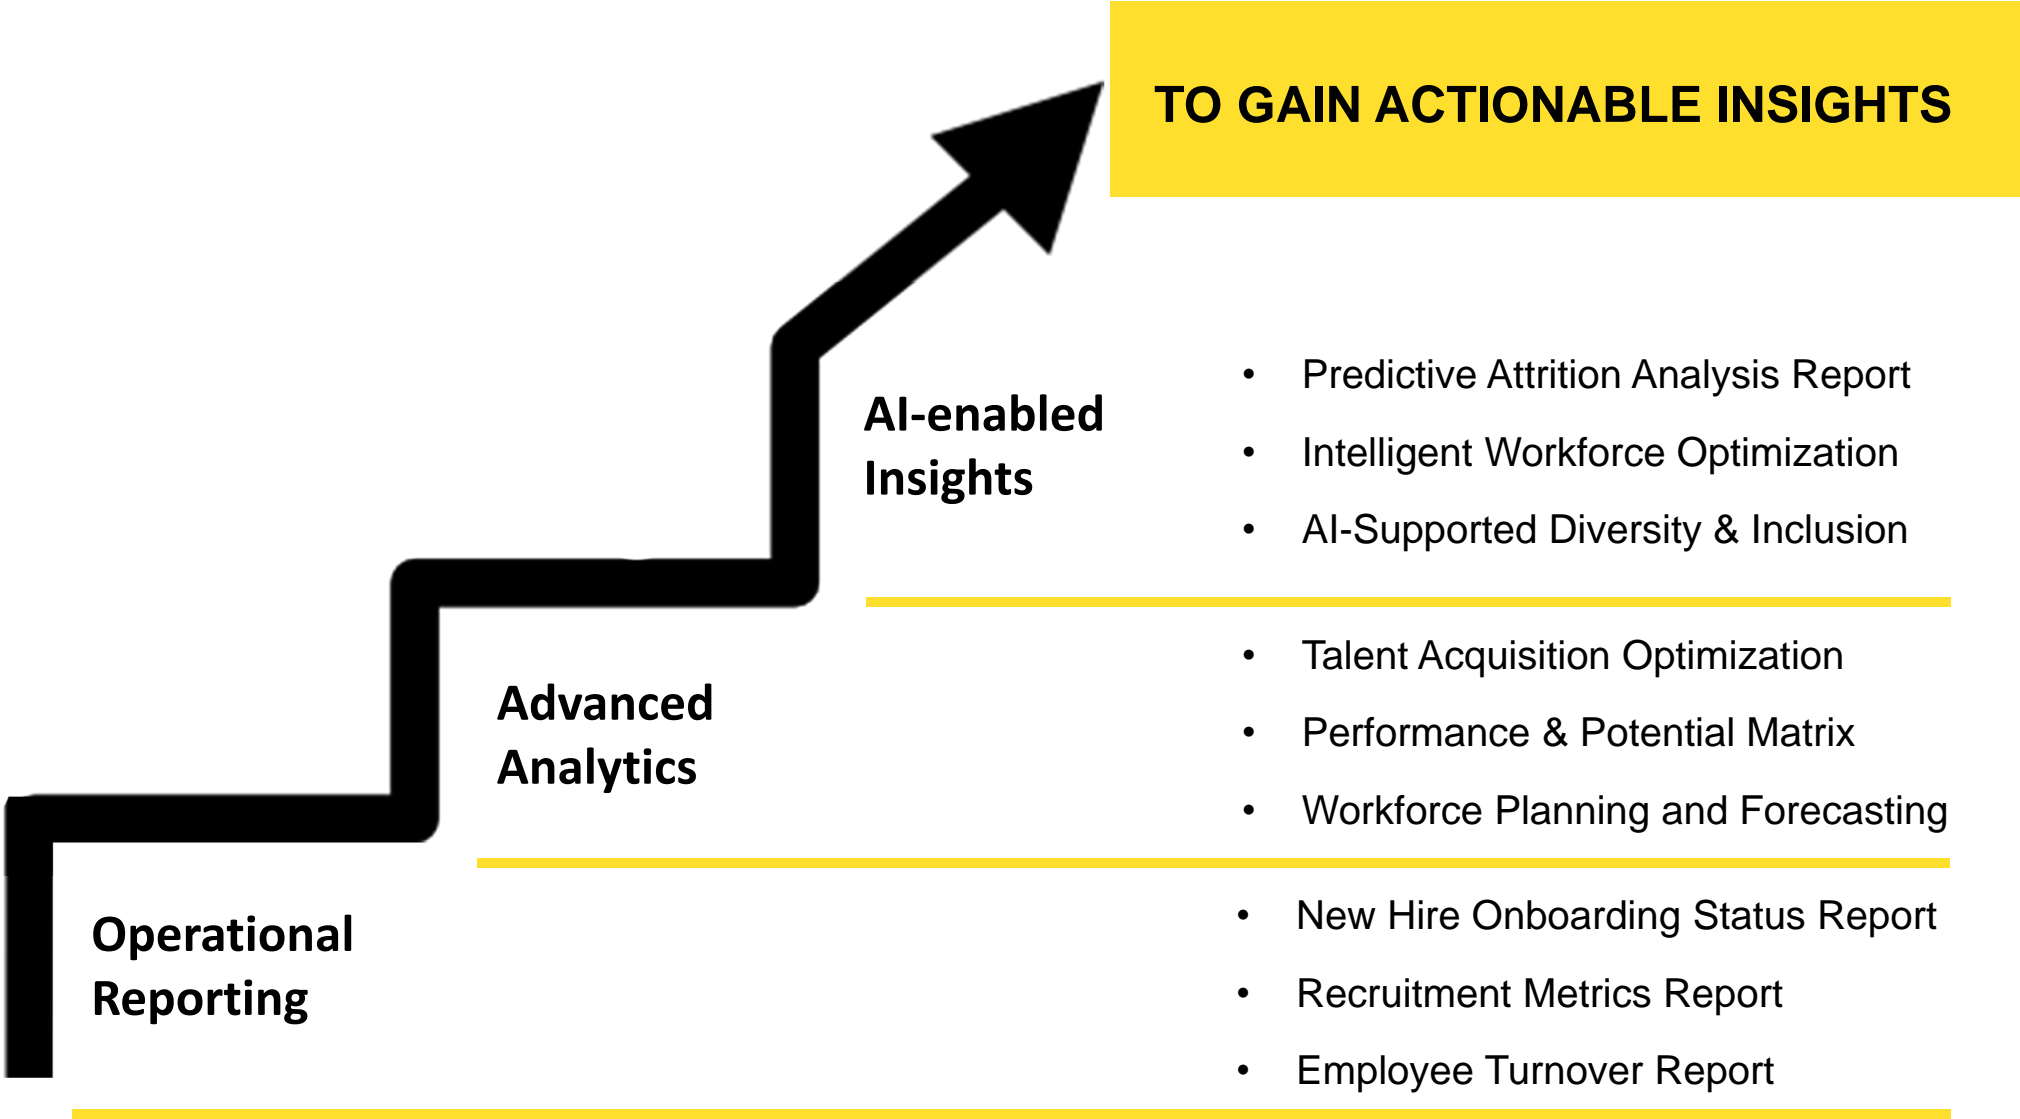 TO GAIN ACTIONABLE INSIGHTS
AI-enabled
Insights
• Predictive Attrition Analysis Report
• Intelligent Workforce Optimization
• AI-Supported Diversity & Inclusion
Advanced
Analytics
• Talent Acquisition Optimization
• Performance & Potential Matrix
• Workforce Planning and Forecasting
Operational
Reporting
• New Hire Onboarding Status Report
• Recruitment Metrics Report
• Employee Turnover Report